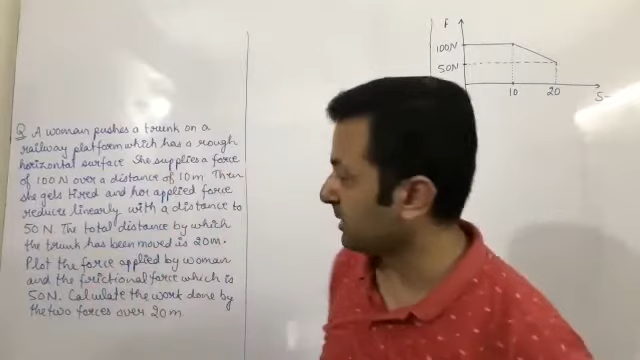 Q A woman pushes a trunk on a
railway platform which has a rough
horizontal surface She supplies a force
of 100 N over a distance of 10m Then
she gets tired and her applied force
reduces linearly with a distance to
50 N. The total distance by which
the trunk has been moved is 20m.
Plot the force applied by woman
and the frictional force which is
50N. Calculate the work done by
the two forces over 20m
F
100N
50N
10 20
S